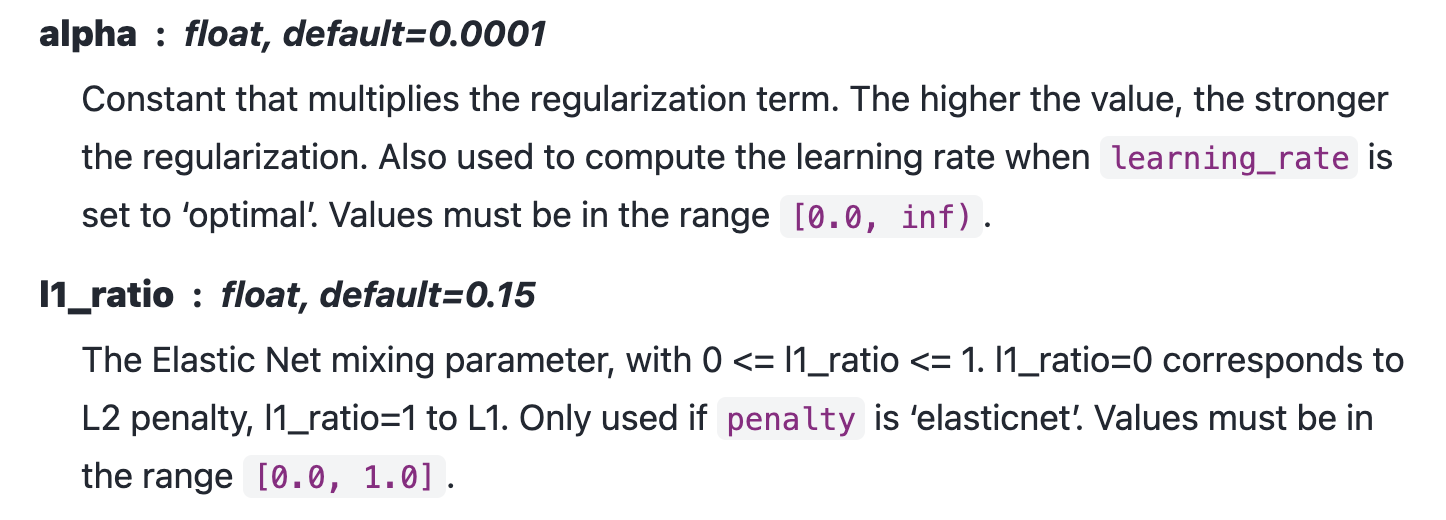 alpha : float, default=0.0001
Constant that multiplies the regularization term. The higher the value, the stronger
the regularization. Also used to compute the learning rate when learning_rate is
set to ‘optimal’. Values must be in the range [0.0, inf).
l1_ratio : float, default=0.15
The Elastic Net mixing parameter, with 0 <= l1_ratio <= 1. l1_ratio=0 corresponds to
L2 penalty, l1_ratio=1 to L1. Only used if penalty is ‘elasticnet’. Values must be in
the range [0.0, 1.0].